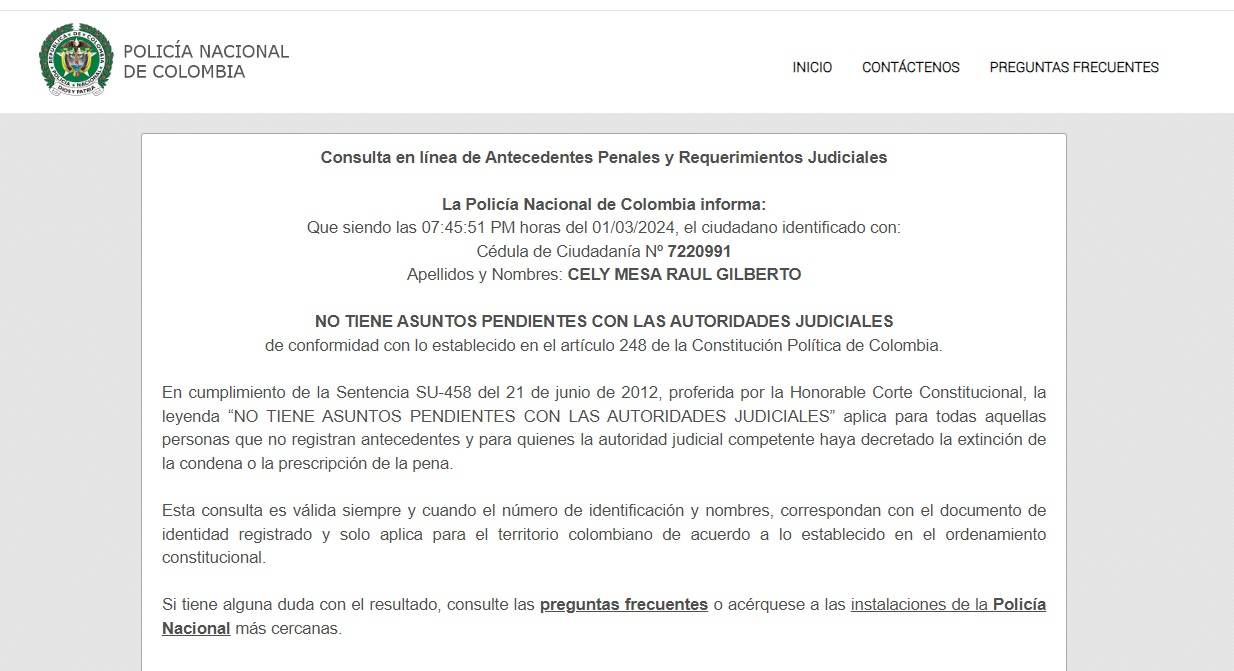 POLICÍA NACIONAL
DE COLOMBIA
INICIO CONTÁCTENOS PREGUNTAS FRECUENTES
Consulta en línea de Antecedentes Penales y Requerimientos Judiciales
La Policía Nacional de Colombia informa:
Que siendo las 07:45:51 PM horas del 01/03/2024, el ciudadano identificado con:
Cédula de Ciudadanía Nº 7220991
Apellidos y Nombres: CELY MESA RAUL GILBERTO
NO TIENE ASUNTOS PENDIENTES CON LAS AUTORIDADES JUDICIALES
de conformidad con lo establecido en el artículo 248 de la Constitución Política de Colombia.
En cumplimiento de la Sentencia SU-458 del 21 de junio de 2012, proferida por la Honorable Corte Constitucional, la
leyenda “NO TIENE ASUNTOS PENDIENTES CON LAS AUTORIDADES JUDICIALES” aplica para todas aquellas
personas que no registran antecedentes y para quienes la autoridad judicial competente haya decretado la extinción de
la condena o la prescripción de la pena.
Esta consulta es válida siempre y cuando el número de identificación y nombres, correspondan con el documento de
identidad registrado y solo aplica para el territorio colombiano de acuerdo a lo establecido en el ordenamiento
constitucional.
Si tiene alguna duda con el resultado, consulte las preguntas frecuentes o acérquese a las instalaciones de la Policía
Nacional más cercanas.